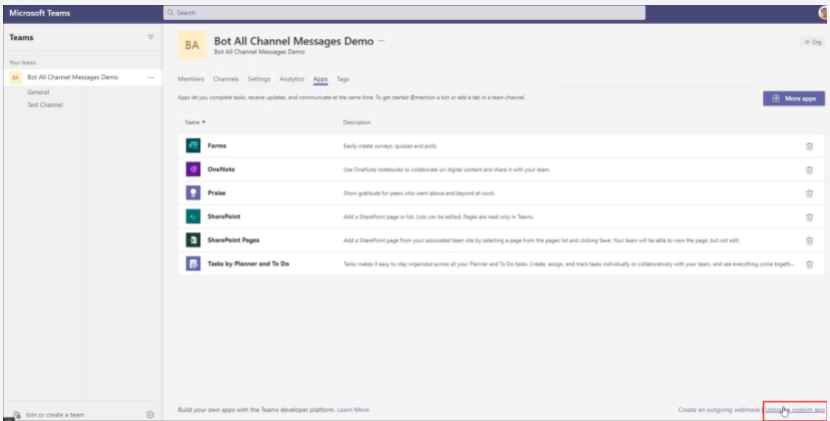 Microsoft Teams
Search
Teams
Your teams
BA Bot All Channel Messages Demo ...
General
Test Channel
BA
Bot All Channel Messages Demo ...
Bot All Channel Messages Demo
Org
Members Channels Settings Analytics Apps Tags
Apps let you complete tasks, receive updates, and communicate at the same time. To get started @mention a bot or add a tab in a team channel.
More apps
Name Description
Forms Easily create surveys, quizzes and polls.
OneNote Use OneNote notebooks to collaborate on digital content and share it with your team.
Praise Show gratitude for peers who went above and beyond at work.
SharePoint Add a SharePoint page or list. Lists can be edited. Pages are read only in Teams.
SharePoint Pages Add a SharePoint page from your associated team site by selecting a page from the pages list and clicking Save. Your team will be able to view the page, but not edit.
Tasks by Planner and To Do Tasks makes it easy to stay organized across all your Planner and To Do tasks. Create, assign, and track tasks individually or collaboratively with your team, and see everything come togeth...
Join or create a team
Build your own apps with the Teams developer platform. Learn More
Create an outgoing webhook custom app